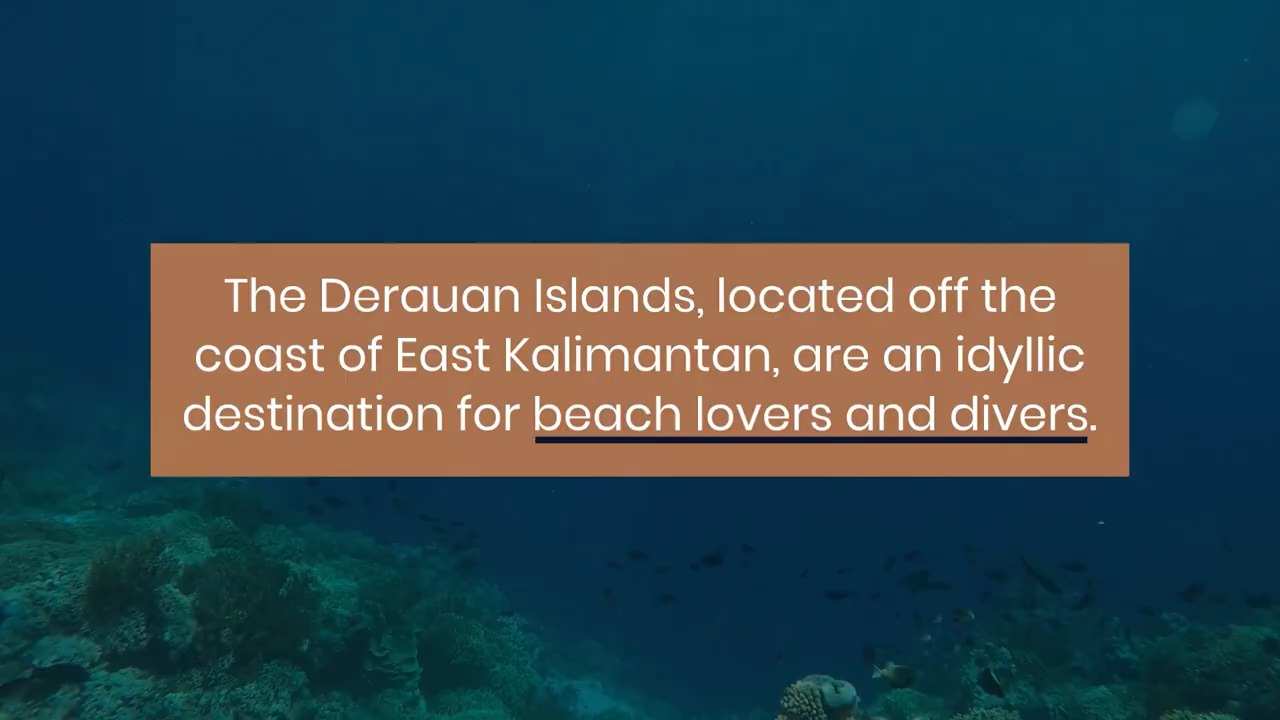 The Derauan Islands, located off the
coast of East Kalimantan, are an idyllic
destination for beach lovers and divers.